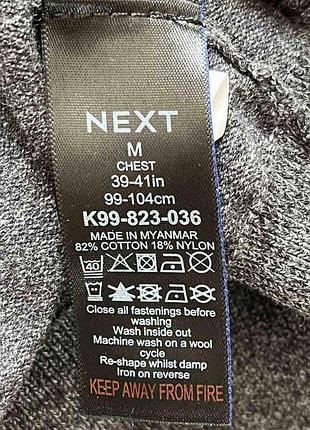 NEXT
M
CHEST
39-41in
99-104cm
K99-823-036
MADE IN MYANMAR
82% COTTON 18% NYLON
40
Close all fastenings before
washing
Wash inside out
Machine wash on a wool
cycle
Re-shape whilst damp
Iron on reverse
KEEP AWAY FROM FIRE